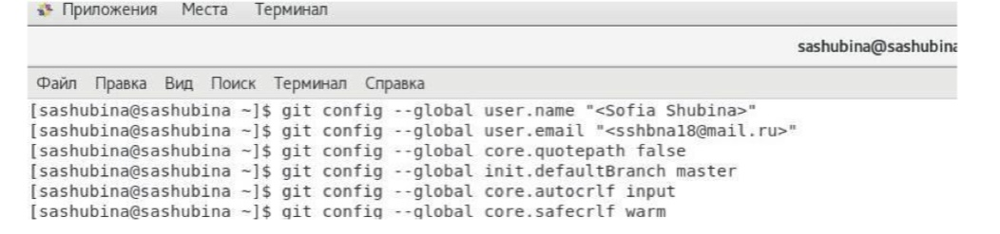 Приложения Места Терминал
sashubina@sashubina
Файл Правка Вид Поиск Терминал Справка
[sashubina@sashubina ~]$ git config --global user.name "<Sofia Shubina>"
[sashubina@sashubina ~]$ git config --global user.email "<sshbna18@mail.ru>"
[sashubina@sashubina ~]$ git config --global core.quotepath false
[sashubina@sashubina ~]$ git config --global init.defaultBranch master
[sashubina@sashubina ~]$ git config --global core.autocrlf input
[sashubina@sashubina ~]$ git config --global core.safecrlf warm